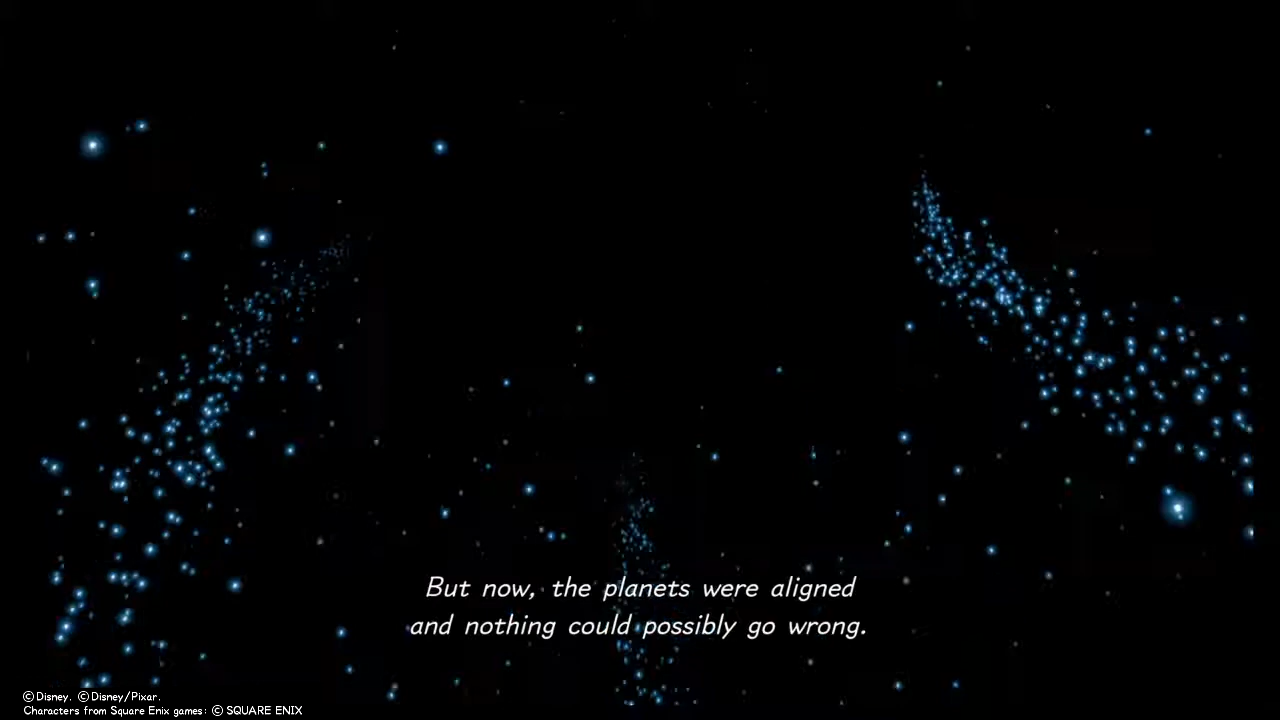 But now, the planets were aligned
and nothing could possibly go wrong.
©Disney. ©Disney/Pixar.
Characters from Square Enix games: © SQUARE ENIX